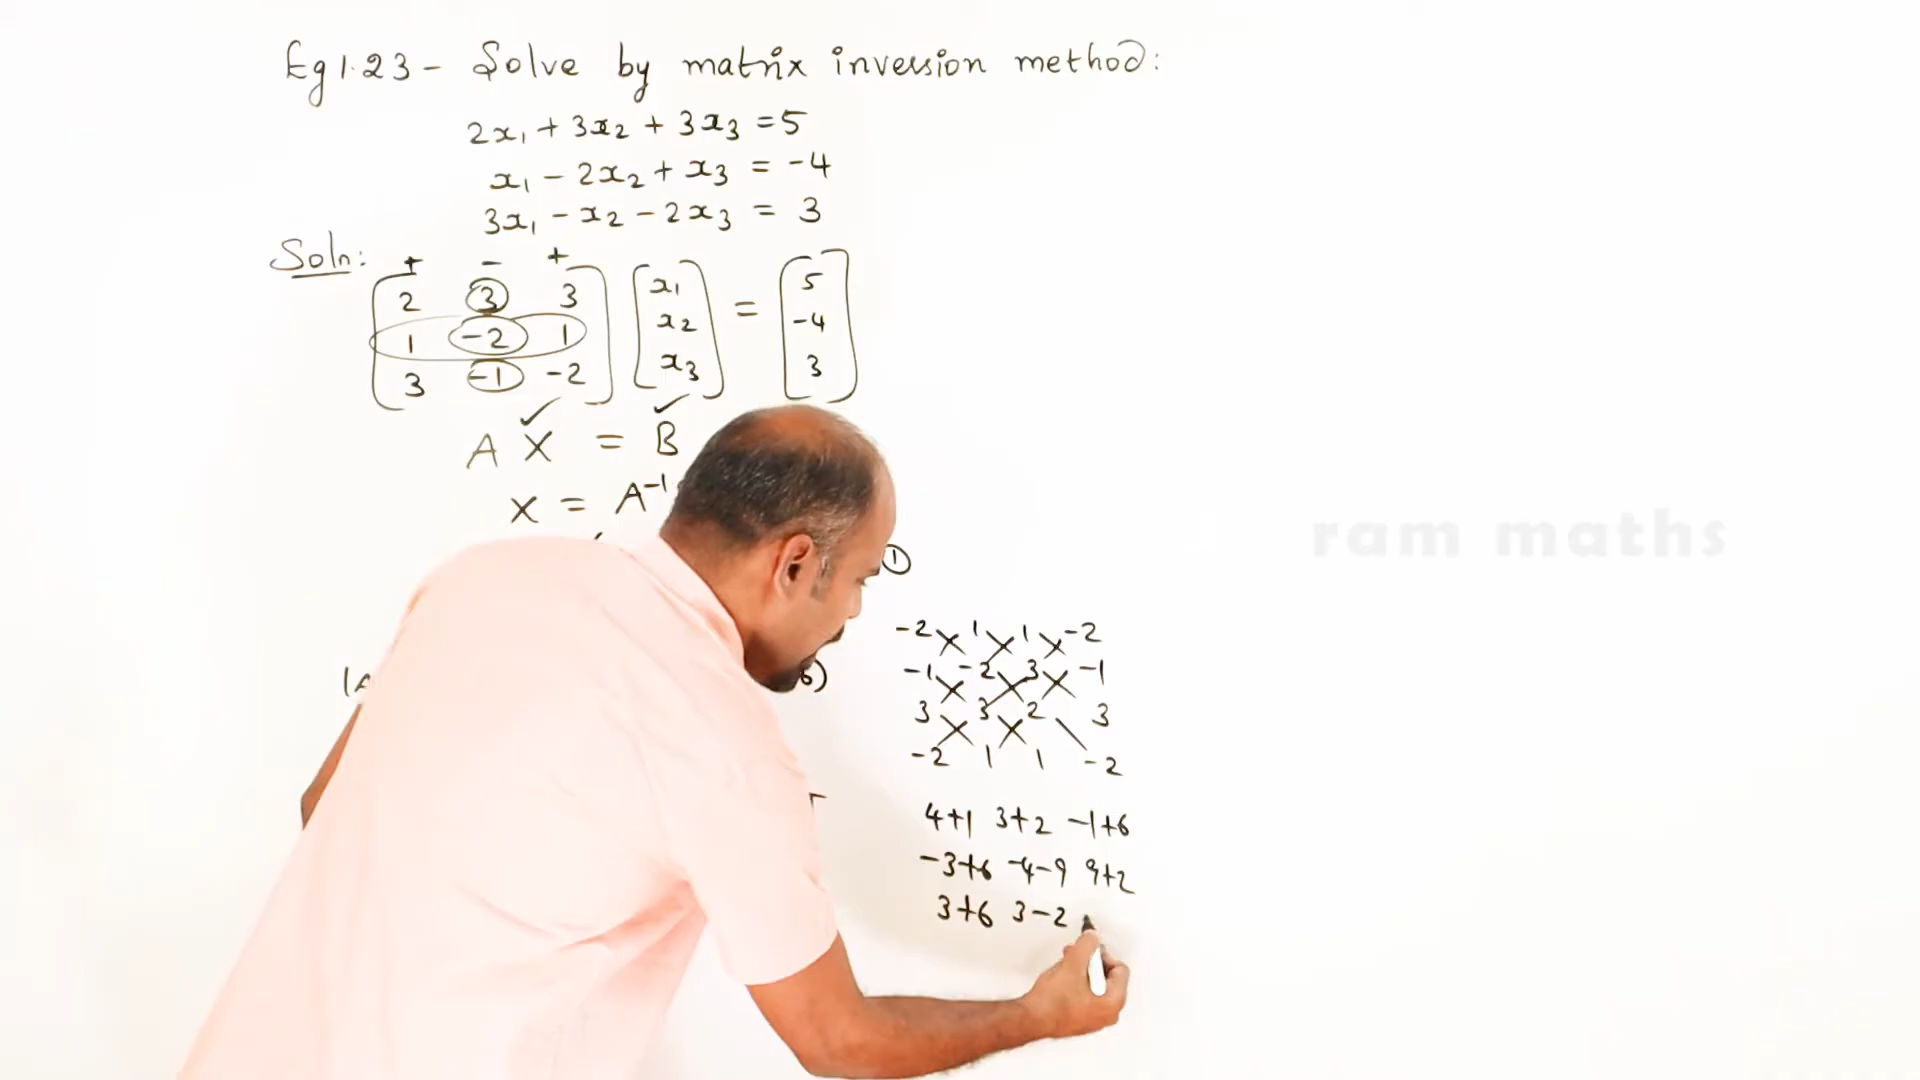 Eg 1.23 - Solve by matrix inversion method:
2x₁ + 3x₂ + 3x₃ = 5
x₁ - 2x₂ + x₃ = -4
3x₁ - x₂ - 2x₃ = 3
Soln:
+ - +
[2 3 3] [x₁] = [5]
[1 -2 1] [x₂] [-4]
[3 -1 -2] [x₃] [3]
✓ ✓
A X = B
X = A⁻¹
①
-2 1 1 -2
-1 -2 3 -1
3 3 2 3
-2 1 1 -2
4+1 3+2 -1+6
-3+6 -4-9 9+2
3+6 3-2
ram maths